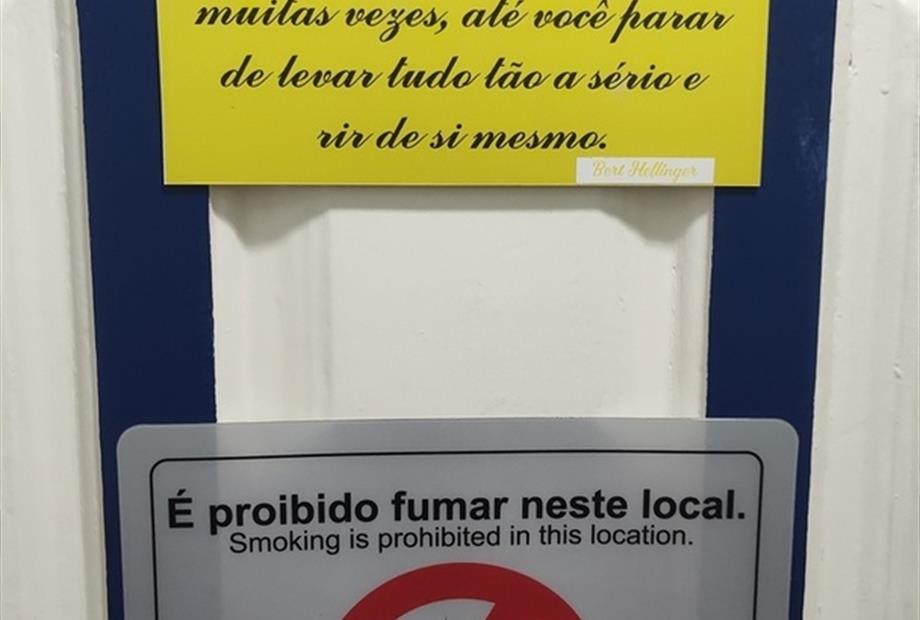 muitas vezes, até você parar
de levar tudo tão a sério e
rir de si mesmo.
Bert Hellinger
É proibido fumar neste local.
Smoking is prohibited in this location.